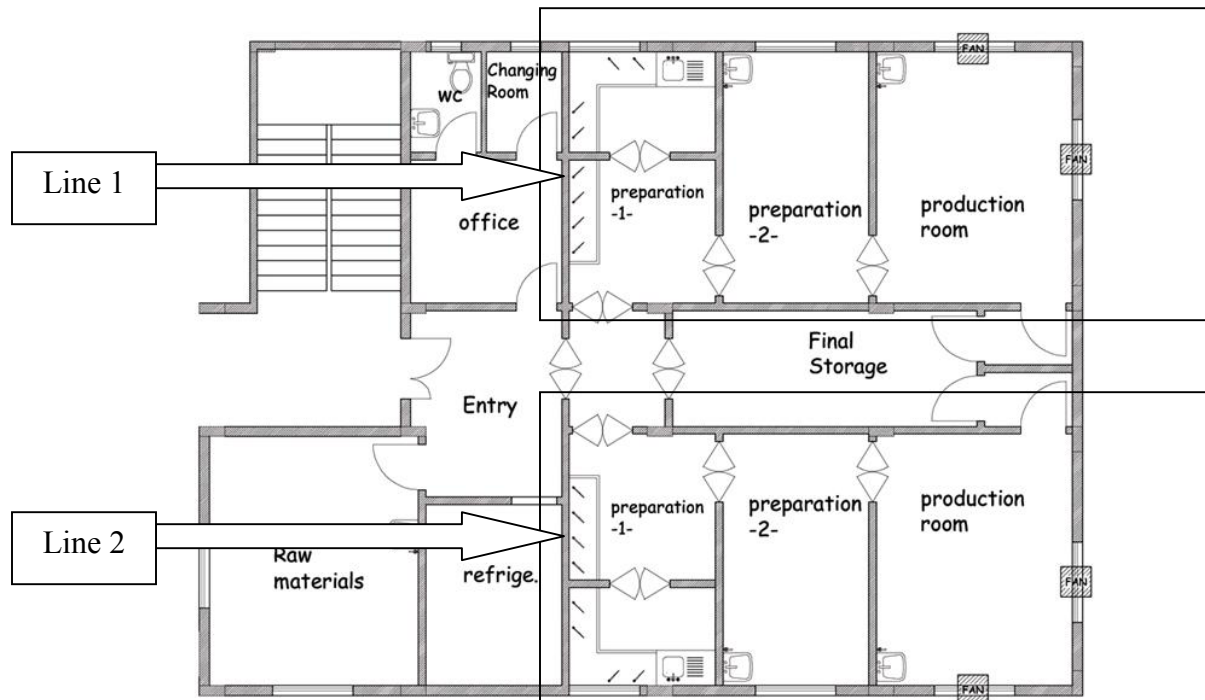 FAN
Changing
Room
wc
FAN
Line 1
preparation
-1-
preparation
-2-
production
room
office
Final
Storage
Entry
Line 2
preparation
-1-
preparation
-2-
production
room
Raw
materials
refrige.
FAN
FAN